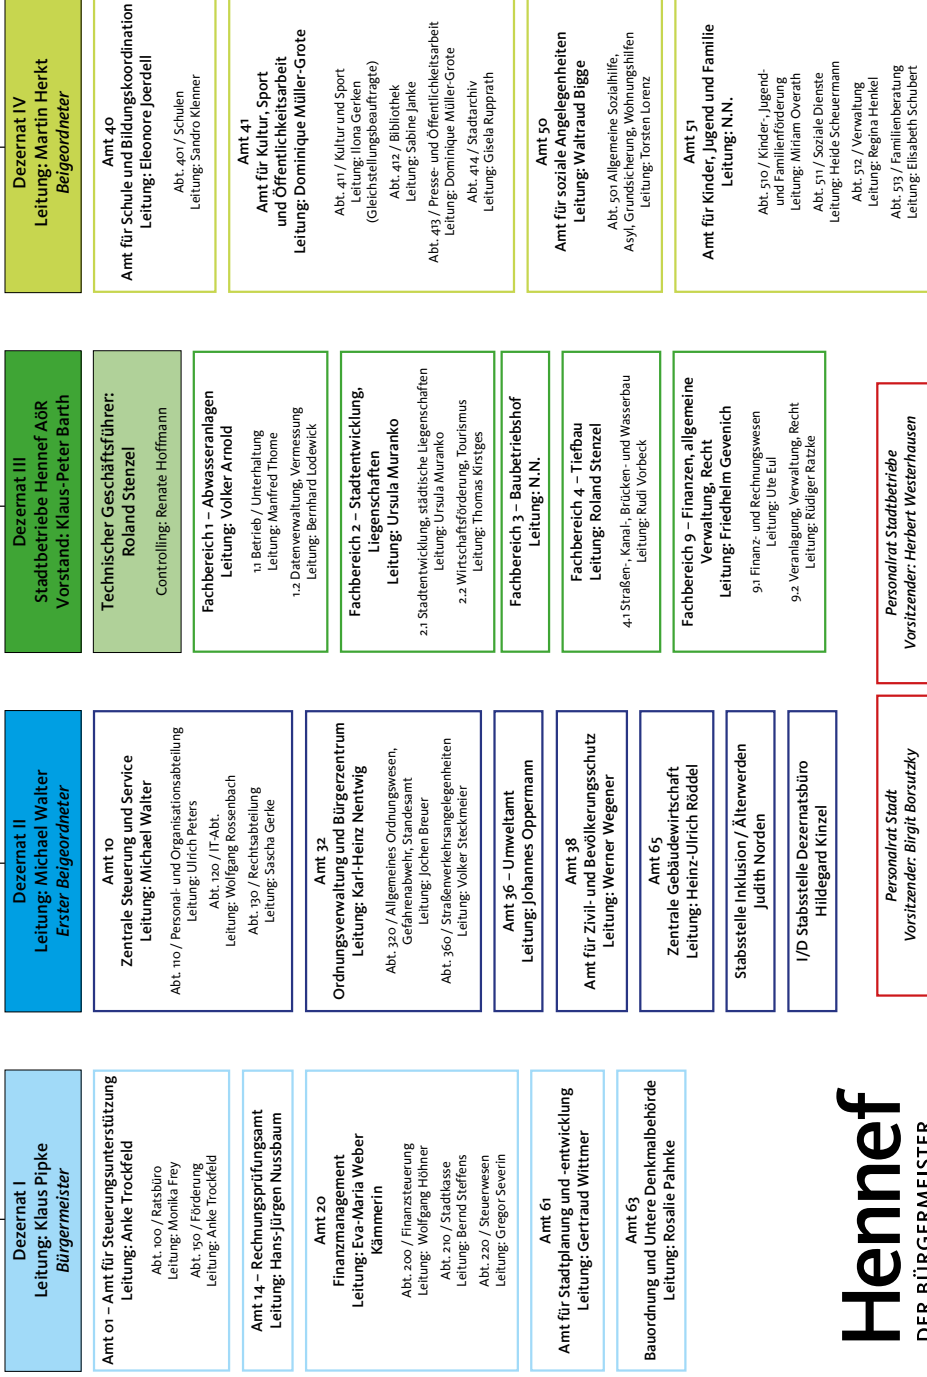 Dezernat I
Leitung: Klaus Pipke
Bürgermeister
Amt 01 – Amt für Steuerungsunterstützung
Leitung: Anke Trockfeld
Abt. 100 / Ratsbüro
Leitung: Monika Frey
Abt. 150 / Förderung
Leitung: Anke Trockfeld
Amt 14 – Rechnungsprüfungsamt
Leitung: Hans-Jürgen Nussbaum
Amt 20
Finanzmanagement
Leitung: Eva-Maria Weber
Kämmerin
Abt. 200 / Finanzsteuerung
Leitung: Wolfgang Höhner
Abt. 210 / Stadtkasse
Leitung: Bernd Steffens
Abt. 220 / Steuerwesen
Leitung: Gregor Severin
Amt 61
Amt für Stadtplanung und -entwicklung
Leitung: Gertraud Wittmer
Amt 63
Bauordnung und Untere Denkmalbehörde
Leitung: Rosalie Pahnke
Dezernat II
Leitung: Michael Walter
Erster Beigeordneter
Amt 10
Zentrale Steuerung und Service
Leitung: Michael Walter
Abt. 110 / Personal- und Organisationsabteilung
Leitung: Ulrich Peters
Abt. 120 / IT-Abt.
Leitung: Wolfgang Rossenbach
Abt. 130 / Rechtsabteilung
Leitung: Sascha Gerke
Amt 32
Ordnungsverwaltung und Bürgerzentrum
Leitung: Karl-Heinz Nentwig
Abt. 320 / Allgemeines Ordnungswesen,
Gefahrenabwehr, Standesamt
Leitung: Jochen Breuer
Abt. 360 / Straßenverkehrsangelegenheiten
Leitung: Volker Steckmeier
Amt 36 – Umweltamt
Leitung: Johannes Oppermann
Amt 38
Amt für Zivil- und Bevölkerungsschutz
Leitung: Werner Wegener
Amt 65
Zentrale Gebäudewirtschaft
Leitung: Heinz-Ulrich Röddel
Stabsstelle Inklusion / Älterwerden
Judith Norden
I/D Stabsstelle Dezernatsbüro
Hildegard Kinzel
Dezernat III
Stadtbetriebe Hennef AöR
Vorstand: Klaus-Peter Barth
Technischer Geschäftsführer:
Roland Stenzel
Controlling: Renate Hoffmann
Fachbereich 1 – Abwasseranlagen
Leitung: Volker Arnold
1.1 Betrieb / Unterhaltung
Leitung: Manfred Thome
1.2 Datenverwaltung, Vermessung
Leitung: Bernhard Lodewick
Fachbereich 2 – Stadtentwicklung,
Liegenschaften
Leitung: Ursula Muranko
2.1 Stadtentwicklung, städtische Liegenschaften
Leitung: Ursula Muranko
2.2 Wirtschaftsförderung, Tourismus
Leitung: Thomas Kirstges
Fachbereich 3 – Baubetriebshof
Leitung: N.N.
Fachbereich 4 – Tiefbau
Leitung: Roland Stenzel
4.1 Straßen-, Kanal-, Brücken- und Wasserbau
Leitung: Rudi Vorbeck
Fachbereich 9 – Finanzen, allgemeine
Verwaltung, Recht
Leitung: Friedhelm Gevenich
9.1 Finanz- und Rechnungswesen
Leitung: Ute Eul
9.2 Veranlagung, Verwaltung, Recht
Leitung: Rüdiger Ratzke
Dezernat IV
Leitung: Martin Herkt
Beigeordneter
Amt 40
Amt für Schule und Bildungskoordination
Leitung: Eleonore Joerdell
Abt. 401 / Schulen
Leitung: Sandro Klenner
Amt 41
Amt für Kultur, Sport
und Öffentlichkeitsarbeit
Leitung: Dominique Müller-Grote
Abt. 411 / Kultur und Sport
Leitung: Ilona Gerken
(Gleichstellungsbeauftragte)
Abt. 412 / Bibliothek
Leitung: Sabine Janke
Abt. 413 / Presse- und Öffentlichkeitsarbeit
Leitung: Dominique Müller-Grote
Abt. 414 / Stadtarchiv
Leitung: Gisela Rupprath
Amt 50
Amt für soziale Angelegenheiten
Leitung: Waltraud Bigge
Abt. 501 Allgemeine Sozialhilfe,
Asyl, Grundsicherung, Wohnungshilfen
Leitung: Torsten Lorenz
Amt 51
Amt für Kinder, Jugend und Familie
Leitung: N.N.
Abt. 510 / Kinder-, Jugend-
und Familienförderung
Leitung: Miriam Overath
Abt. 511 / Soziale Dienste
Leitung: Heide Scheuermann
Abt. 512 / Verwaltung
Leitung: Regina Henkel
Abt. 513 / Familienberatung
Leitung: Elisabeth Schubert
Hennef
DER BÜRGERMEISTER
Personalrat Stadt
Vorsitzender: Birgit Borsutzky
Personalrat Stadtbetriebe
Vorsitzender: Herbert Westerhausen